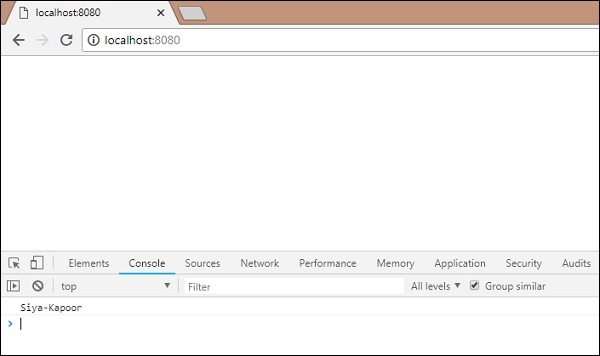 localhost:8080
localhost:8080
Elements Console Sources Network Performance Memory Application Security Audits
top Filter All levels Group similar
Siya-Kapoor